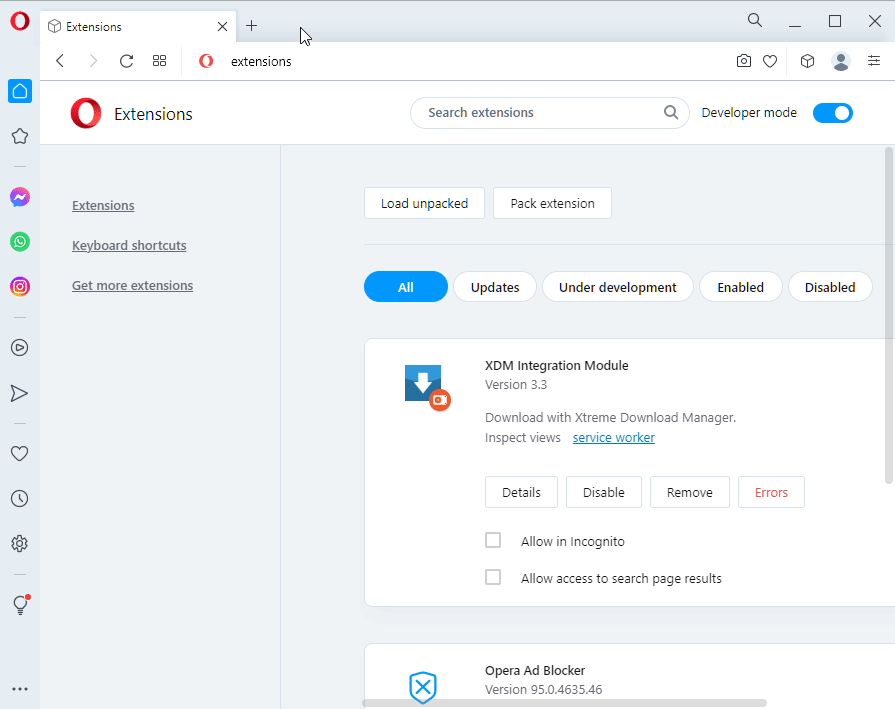 Extensions
extensions
Extensions
Search extensions
Developer mode
Extensions
Keyboard shortcuts
Get more extensions
Load unpacked
Pack extension
All
Updates
Under development
Enabled
Disabled
XDM Integration Module
Version 3.3
Download with Xtreme Download Manager.
Inspect views service worker
Details
Disable
Remove
Errors
Allow in Incognito
Allow access to search page results
Opera Ad Blocker
Version 95.0.4635.46